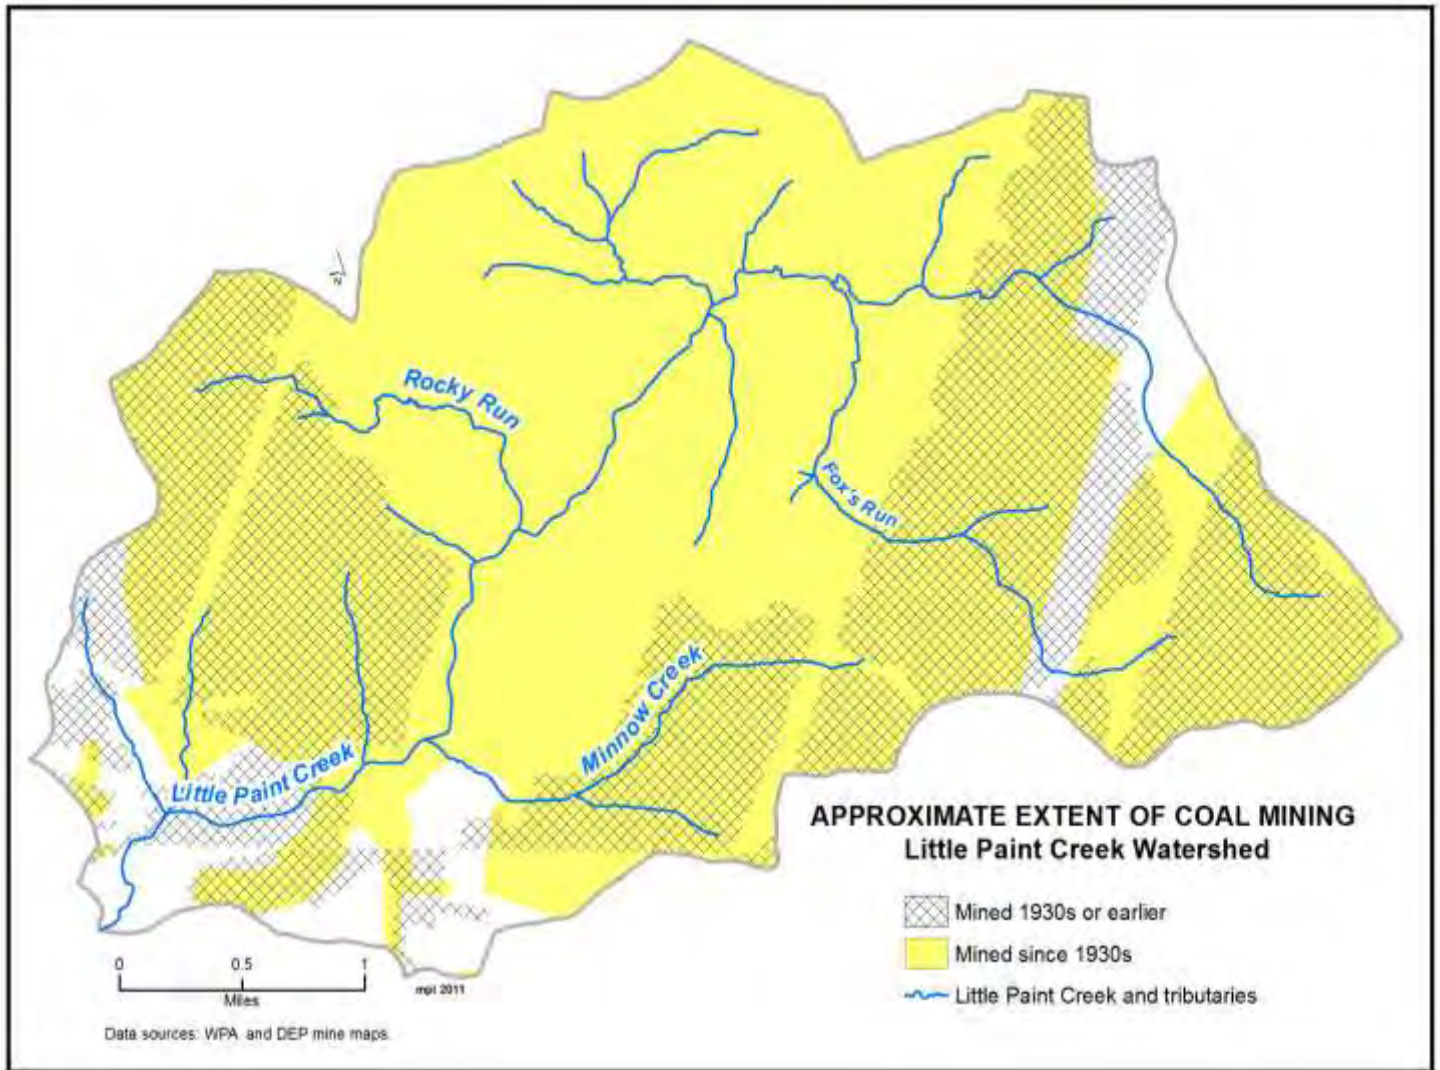 Rocky Run
Fox's Run
Minnow Creek
Little Paint Creek
N
APPROXIMATE EXTENT OF COAL MINING
Little Paint Creek Watershed
Mined 1930s or earlier
Mined since 1930s
Little Paint Creek and tributaries
0 0.5 1
Miles
mpl 2011
Data sources: WPA and DEP mine maps.